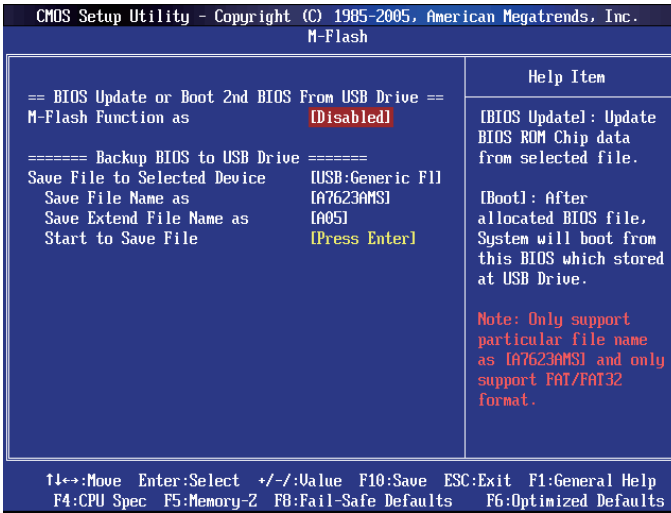 CMOS Setup Utility - Copyright (C) 1985-2005, American Megatrends, Inc.
M-Flash
== BIOS Update or Boot 2nd BIOS From USB Drive ==
M-Flash Function as [Disabled]
======= Backup BIOS to USB Drive =======
Save File to Selected Device [USB:Generic Fl]
Save File Name as [A7623AMS]
Save Extend File Name as [A05]
Start to Save File [Press Enter]
Help Item
[BIOS Update]: Update
BIOS ROM Chip data
from selected file.
[Boot]: After
allocated BIOS file,
System will boot from
this BIOS which stored
at USB Drive.
Note: Only support
particular file name
as [A7623AMS] and only
support FAT/FAT32
format.
↑↓←→:Move Enter:Select +/-/:Value F10:Save ESC:Exit F1:General Help
F4:CPU Spec F5:Memory-Z F8:Fail-Safe Defaults F6:Optimized Defaults